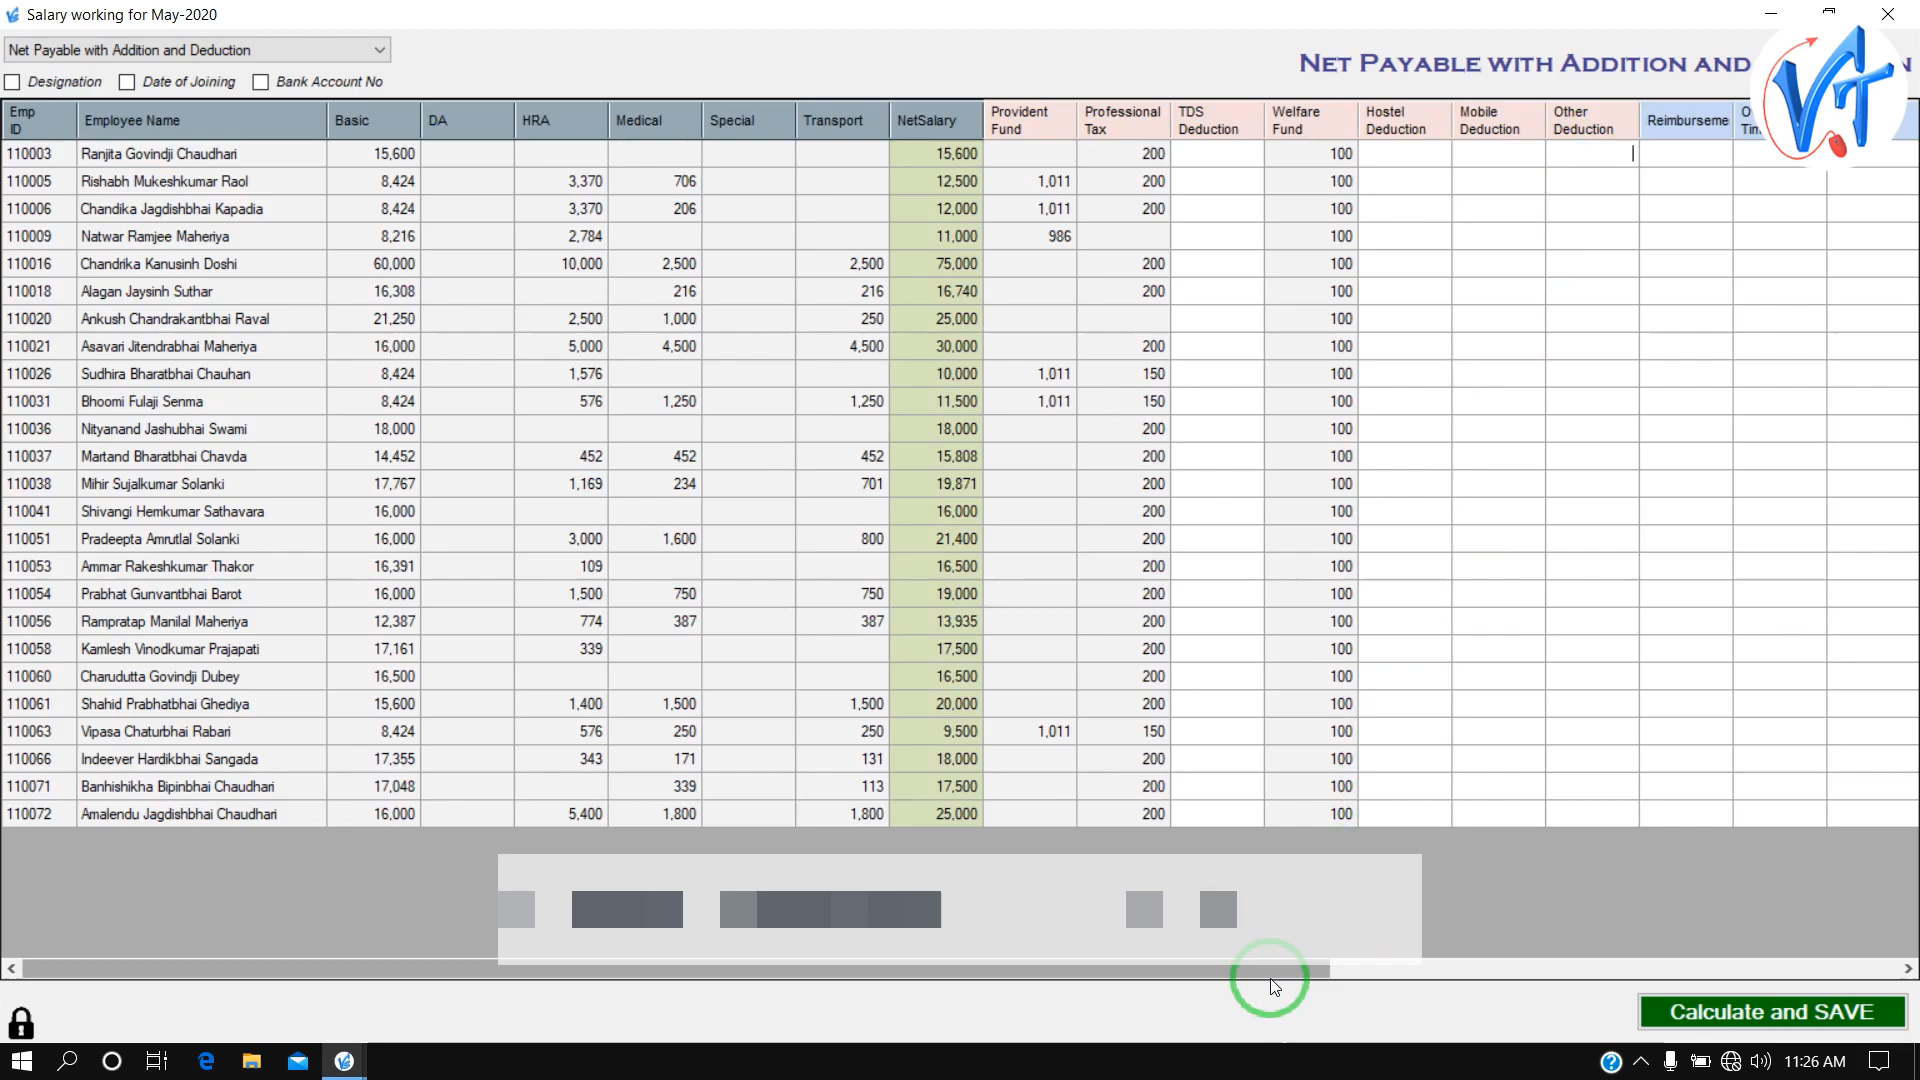 Salary working for May-2020
Net Payable with Addition and Deduction
Net Payable with Addition and
Designation Date of Joining Bank Account No
Emp ID Employee Name Basic DA HRA Medical Special Transport NetSalary Provident Fund Professional Tax TDS Deduction Welfare Fund Hostel Deduction Mobile Deduction Other Deduction Reimburseme
110003 Ranjita Govindji Chaudhari 15,600 15,600 200 100
110005 Rishabh Mukeshkumar Raol 8,424 3,370 706 12,500 1,011 200 100
110006 Chandika Jagdishbhai Kapadia 8,424 3,370 206 12,000 1,011 200 100
110009 Natwar Ramjee Maheriya 8,216 2,784 11,000 986 100
110016 Chandrika Kanusinh Doshi 60,000 10,000 2,500 2,500 75,000 200 100
110018 Alagan Jaysinh Suthar 16,308 216 216 16,740 200 100
110020 Ankush Chandrakantbhai Raval 21,250 2,500 1,000 250 25,000 100
110021 Asavari Jitendrabhai Maheriya 16,000 5,000 4,500 4,500 30,000 200 100
110026 Sudhira Bharatbhai Chauhan 8,424 1,576 10,000 1,011 150 100
110031 Bhoomi Fulaji Senma 8,424 576 1,250 1,250 11,500 1,011 150 100
110036 Nityanand Jashubhai Swami 18,000 18,000 200 100
110037 Martand Bharatbhai Chavda 14,452 452 452 452 15,808 200 100
110038 Mihir Sujalkumar Solanki 17,767 1,169 234 701 19,871 200 100
110041 Shivangi Hemkumar Sathavara 16,000 16,000 200 100
110051 Pradeepta Amrutlal Solanki 16,000 3,000 1,600 800 21,400 200 100
110053 Ammar Rakeshkumar Thakor 16,391 109 16,500 200 100
110054 Prabhat Gunvantbhai Barot 16,000 1,500 750 750 19,000 200 100
110056 Rampratap Manilal Maheriya 12,387 774 387 387 13,935 200 100
110058 Kamlesh Vinodkumar Prajapati 17,161 339 17,500 200 100
110060 Charudutta Govindji Dubey 16,500 16,500 200 100
110061 Shahid Prabhatbhai Ghediya 15,600 1,400 1,500 1,500 20,000 200 100
110063 Vipasa Chaturbhai Rabari 8,424 576 250 250 9,500 1,011 150 100
110066 Indeever Hardikbhai Sangada 17,355 343 171 131 18,000 200 100
110071 Banhishikha Bipinbhai Chaudhari 17,048 339 113 17,500 200 100
110072 Amalendu Jagdishbhai Chaudhari 16,000 5,400 1,800 1,800 25,000 200 100
Calculate and SAVE
11:26 AM